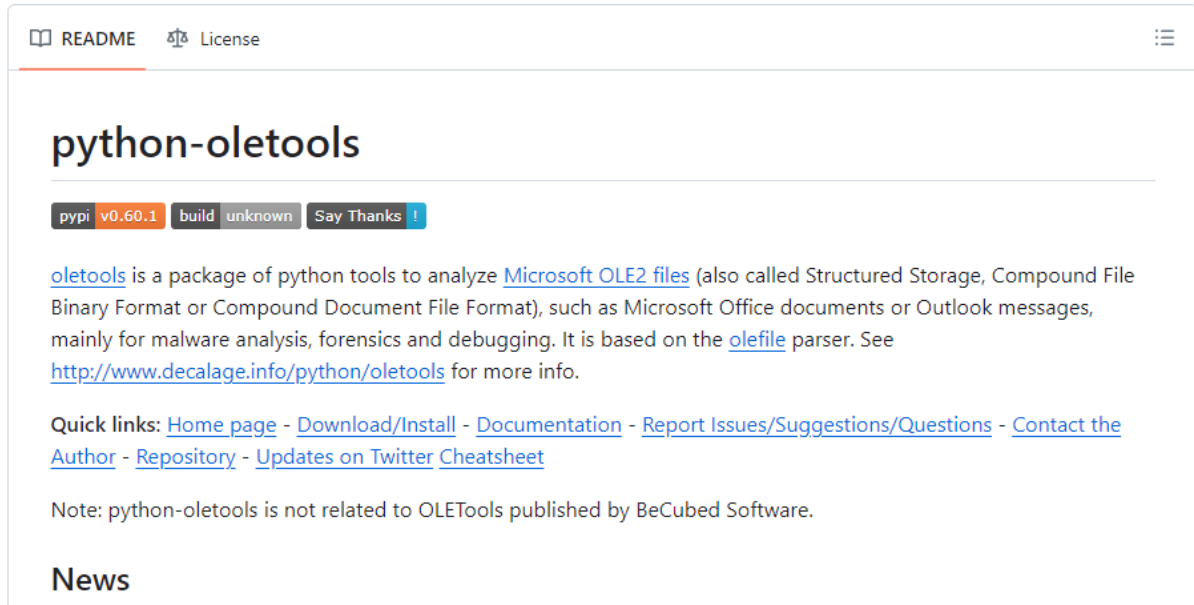 README License
python-oletools
pypi v0.60.1 build unknown Say Thanks !
oletools is a package of python tools to analyze Microsoft OLE2 files (also called Structured Storage, Compound File
Binary Format or Compound Document File Format), such as Microsoft Office documents or Outlook messages,
mainly for malware analysis, forensics and debugging. It is based on the olefile parser. See
http://www.decalage.info/python/oletools for more info.
Quick links: Home page - Download/Install - Documentation - Report Issues/Suggestions/Questions - Contact the
Author - Repository - Updates on Twitter Cheatsheet
Note: python-oletools is not related to OLETools published by BeCubed Software.
News